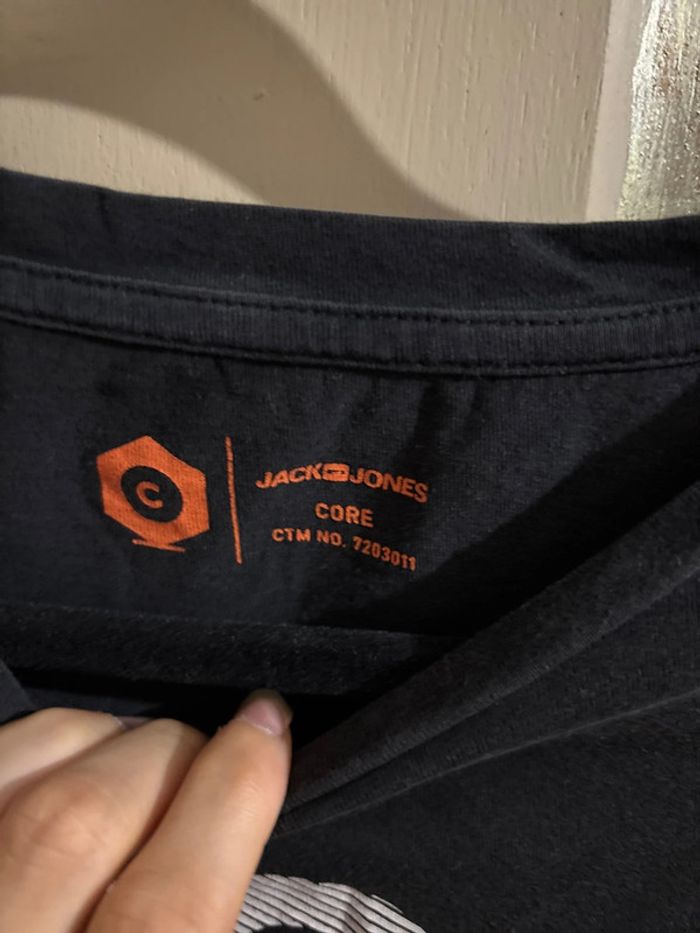 C
JACK JONES
CORE
CTM NO. 7203011